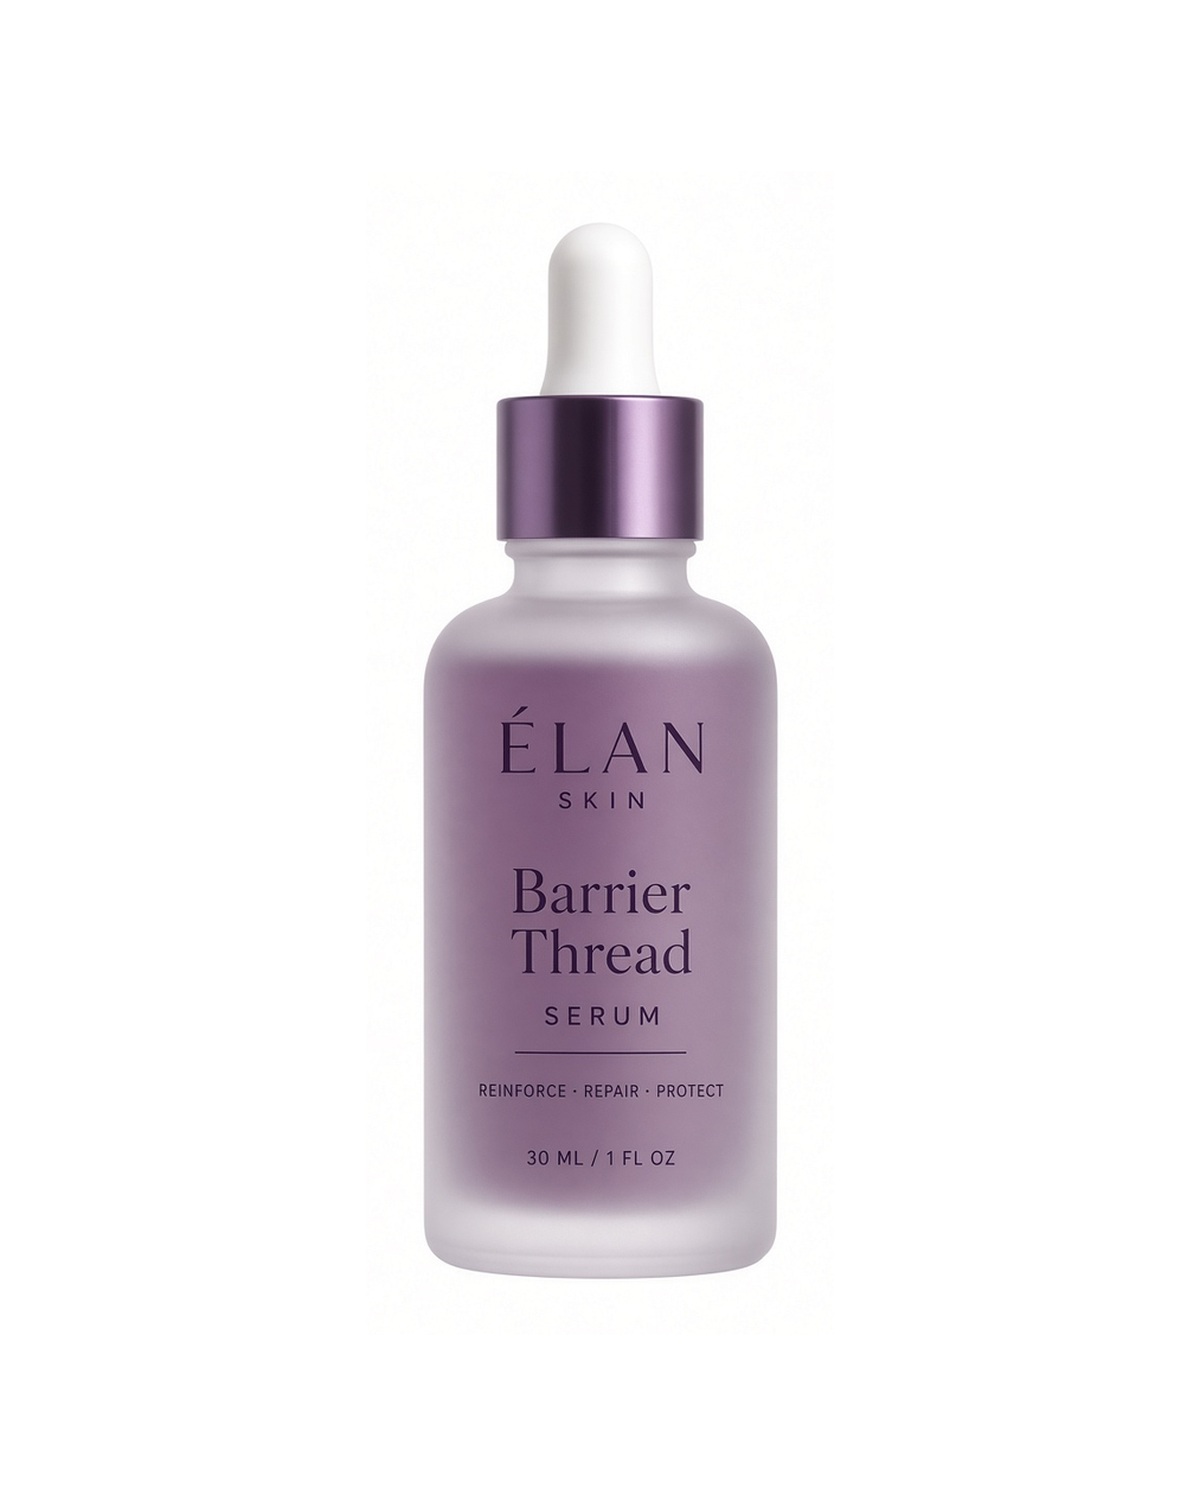 ÉLAN
SKIN
Barrier
Thread
SERUM
REINFORCE · REPAIR · PROTECT
30 ML / 1 FL OZ